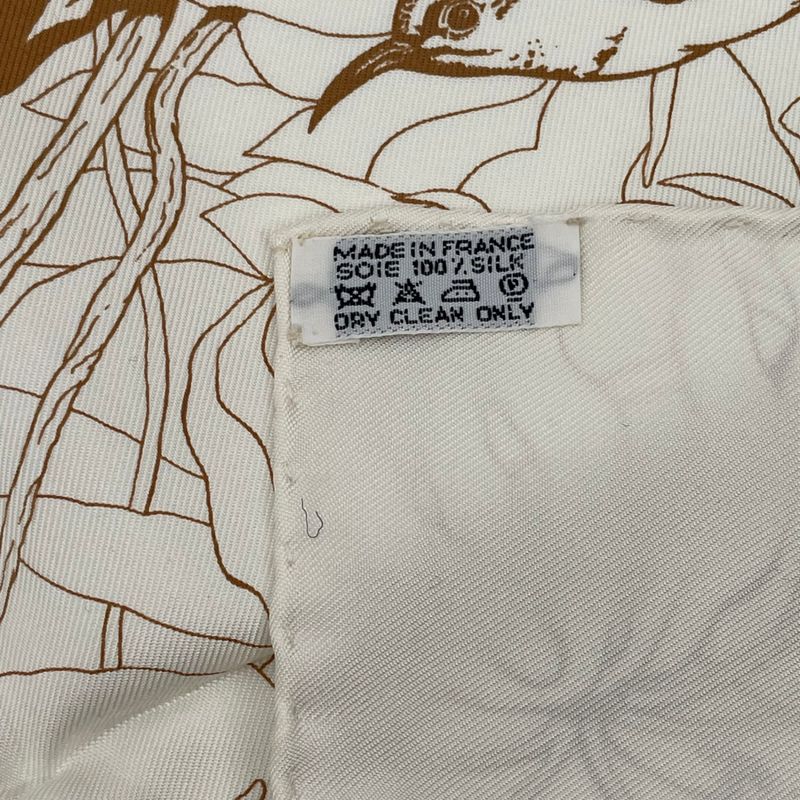 MADE IN FRANCE
SOIE 100% SILK
DRY CLEAN ONLY